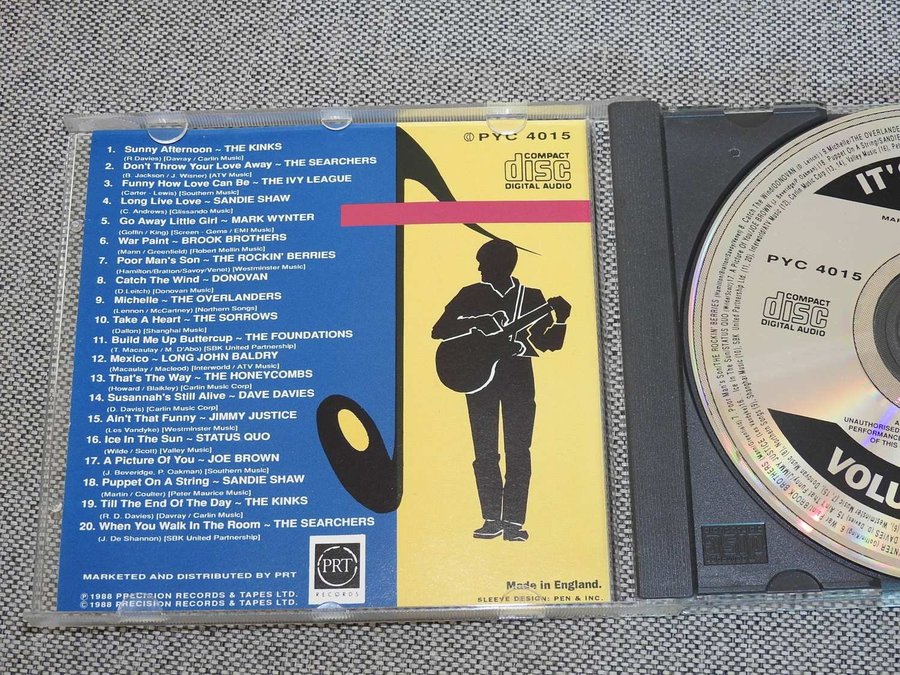 1. Sunny Afternoon ~ THE KINKS
(R Davies) [Davray / Carlin Music]
2. Don't Throw Your Love Away ~ THE SEARCHERS
(B. Jackson / J. Wisner) [ATV Music]
3. Funny How Love Can Be ~ THE IVY LEAGUE
(Carter - Lewis) [Southern Music]
4. Long Live Love ~ SANDIE SHAW
(C. Andrews) [Glissando Music]
5. Go Away Little Girl ~ MARK WYNTER
(Goffin / King) [Screen - Gems / EMI Music]
6. War Paint ~ BROOK BROTHERS
(Mann / Greenfield) [Robert Mellin Music]
7. Poor Man's Son ~ THE ROCKIN' BERRIES
(Hamilton/Bratton/Savoy/Vene) [Westminster Music]
8. Catch The Wind ~ DONOVAN
(D.Leitch) [Donovan Music]
9. Michelle ~ THE OVERLANDERS
(Lennon / McCartney) [Northern Songs]
10. Take A Heart ~ THE SORROWS
(Dallon) [Shanghai Music]
11. Build Me Up Buttercup ~ THE FOUNDATIONS
(T. Macaulay / M. D'Abo) [SBK United Partnership]
12. Mexico ~ LONG JOHN BALDRY
(Macaulay / Macleod) [Interworld / ATV Music]
13. That's The Way ~ THE HONEYCOMBS
(Howard / Blaikley) [Carlin Music Corp]
14. Susannah's Still Alive ~ DAVE DAVIES
(D. Davis) [Carlin Music Corp]
15. Ain't That Funny ~ JIMMY JUSTICE
(Les Vandyke) [Westminster Music]
16. Ice In The Sun ~ STATUS QUO
(Wilde / Scott) [Valley Music]
17. A Picture Of You ~ JOE BROWN
(J. Beveridge. P. Oakman) [Southern Music]
18. Puppet On A String ~ SANDIE SHAW
(Martin / Coulter) [Peter Maurice Music]
19. Till The End Of The Day ~ THE KINKS
(R. D. Davies) [Davray / Carlin Music]
20. When You Walk In The Room ~ THE SEARCHERS
(J. De Shannon) [SBK United Partnership]
MARKETED AND DISTRIBUTED BY PRT
℗ 1988 PRECISION RECORDS & TAPES LTD.
© 1988 PRECISION RECORDS & TAPES LTD.
PRT
RECORDS
PYC 4015
COMPACT
disc
DIGITAL AUDIO
Made in England.
SLEEVE DESIGN: PEN & INC.
IT'S
PYC 4015
COMPACT
disc
DIGITAL AUDIO
UNAUTHORISED
PERFORMANCE
OF THIS
VOLU